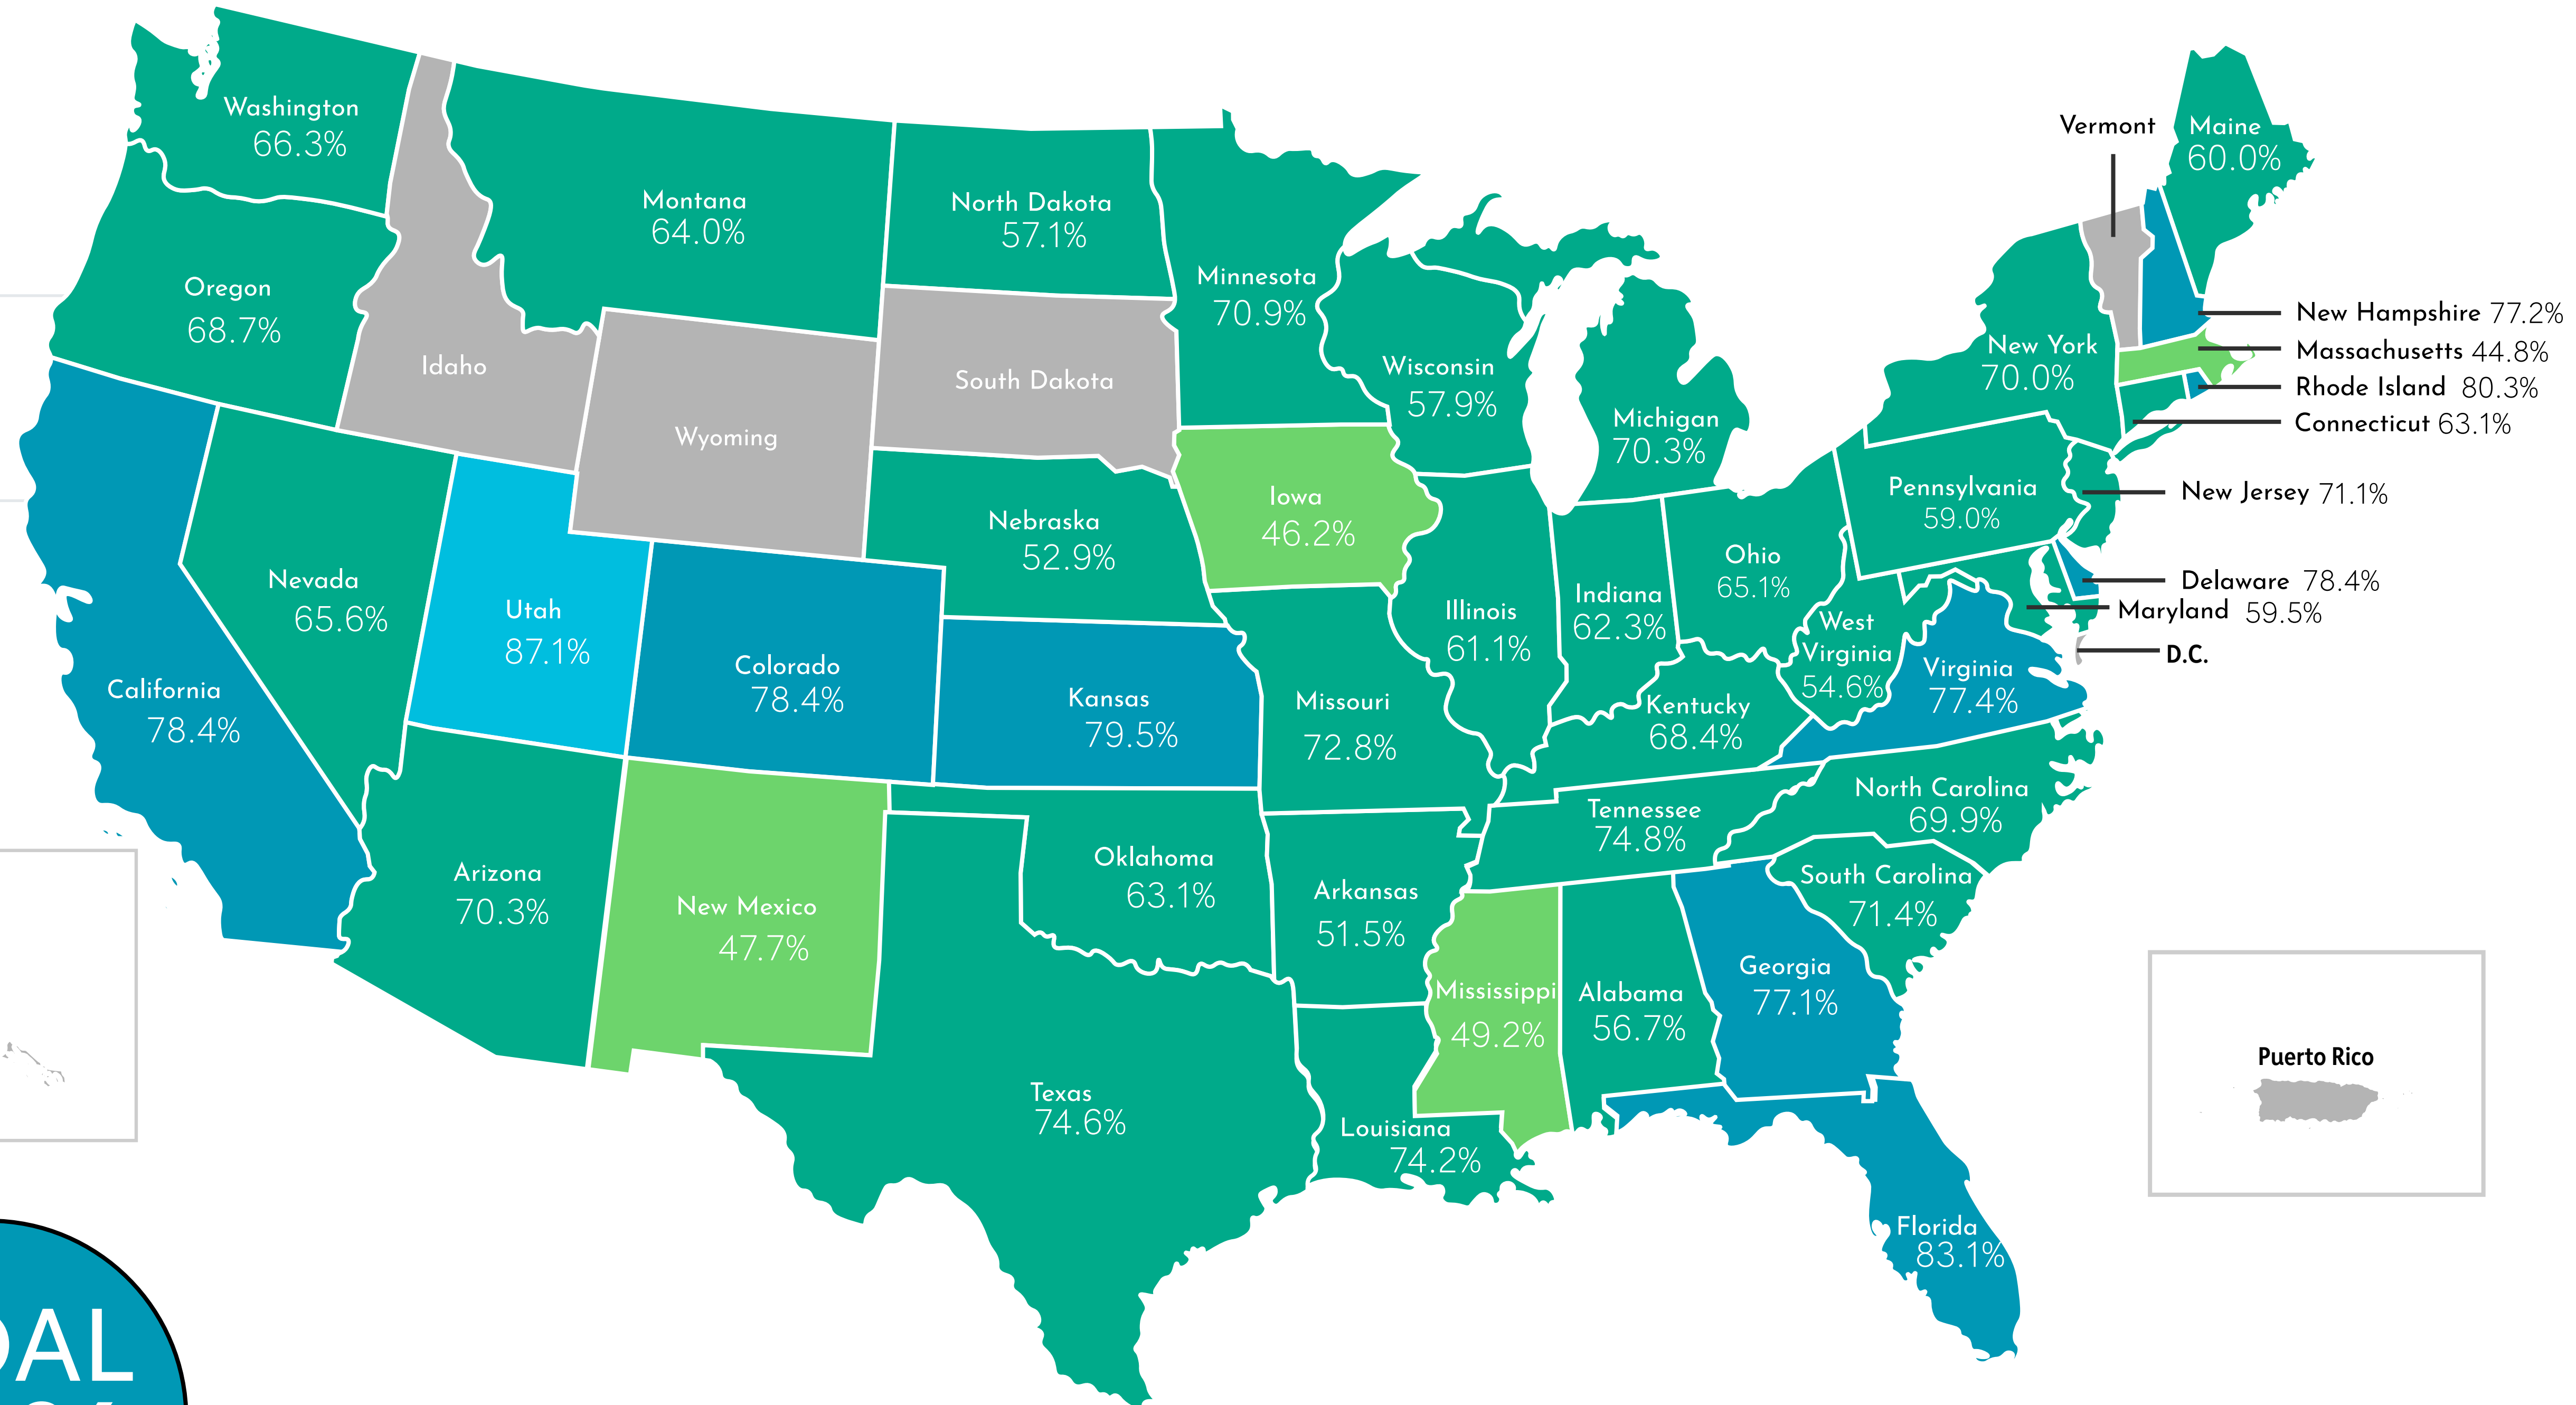 Washington
66.3%
Oregon
68.7%
California
78.4%
Nevada
65.6%
Idaho
Montana
64.0%
Wyoming
Utah
87.1%
Colorado
78.4%
Arizona
70.3%
New Mexico
47.7%
North Dakota
57.1%
South Dakota
Nebraska
52.9%
Kansas
79.5%
Oklahoma
63.1%
Texas
74.6%
Minnesota
70.9%
Iowa
46.2%
Missouri
72.8%
Arkansas
51.5%
Louisiana
74.2%
Wisconsin
57.9%
Illinois
61.1%
Michigan
70.3%
Indiana
62.3%
Ohio
65.1%
Kentucky
68.4%
Tennessee
74.8%
Mississippi
49.2%
Alabama
56.7%
Georgia
77.1%
Florida
83.1%
South Carolina
71.4%
North Carolina
69.9%
West
Virginia
54.6%
Virginia
77.4%
Pennsylvania
59.0%
New York
70.0%
Vermont
Maine
60.0%
New Hampshire 77.2%
Massachusetts 44.8%
Rhode Island 80.3%
Connecticut 63.1%
New Jersey 71.1%
Delaware 78.4%
Maryland 59.5%
D.C.
Puerto Rico